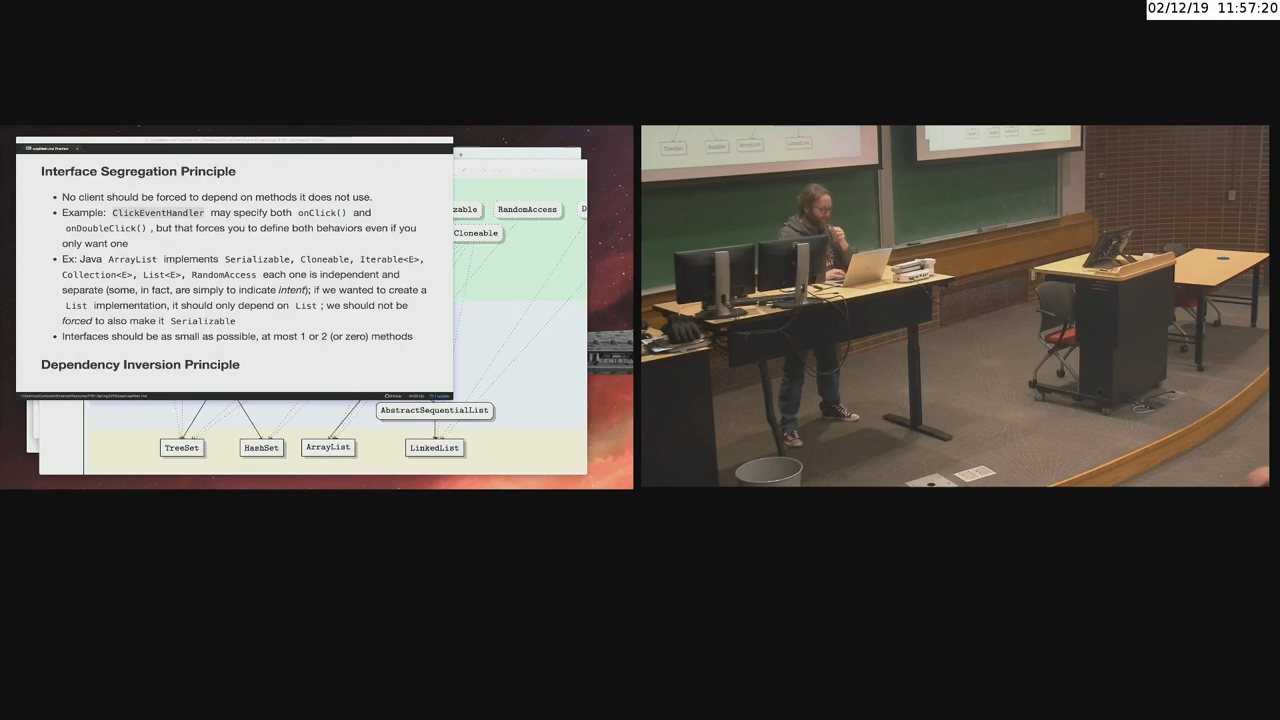 02/12/19 11:57:20
Interface Segregation Principle
• No client should be forced to depend on methods it does not use.
• Example: ClickEventHandler may specify both onClick() and
onDoubleClick() , but that forces you to define both behaviors even if you
only want one
• Ex: Java ArrayList implements Serializable, Cloneable, Iterable<E>,
Collection<E>, List<E>, RandomAccess each one is independent and
separate (some, in fact, are simply to indicate intent); if we wanted to create a
List implementation, it should only depend on List ; we should not be
forced to also make it Serializable
• Interfaces should be as small as possible, at most 1 or 2 (or zero) methods
Dependency Inversion Principle
zable
RandomAccess
Cloneable
AbstractSequentialList
TreeSet
HashSet
ArrayList
LinkedList
TreeSet
HashSet
ArrayList
LinkedList